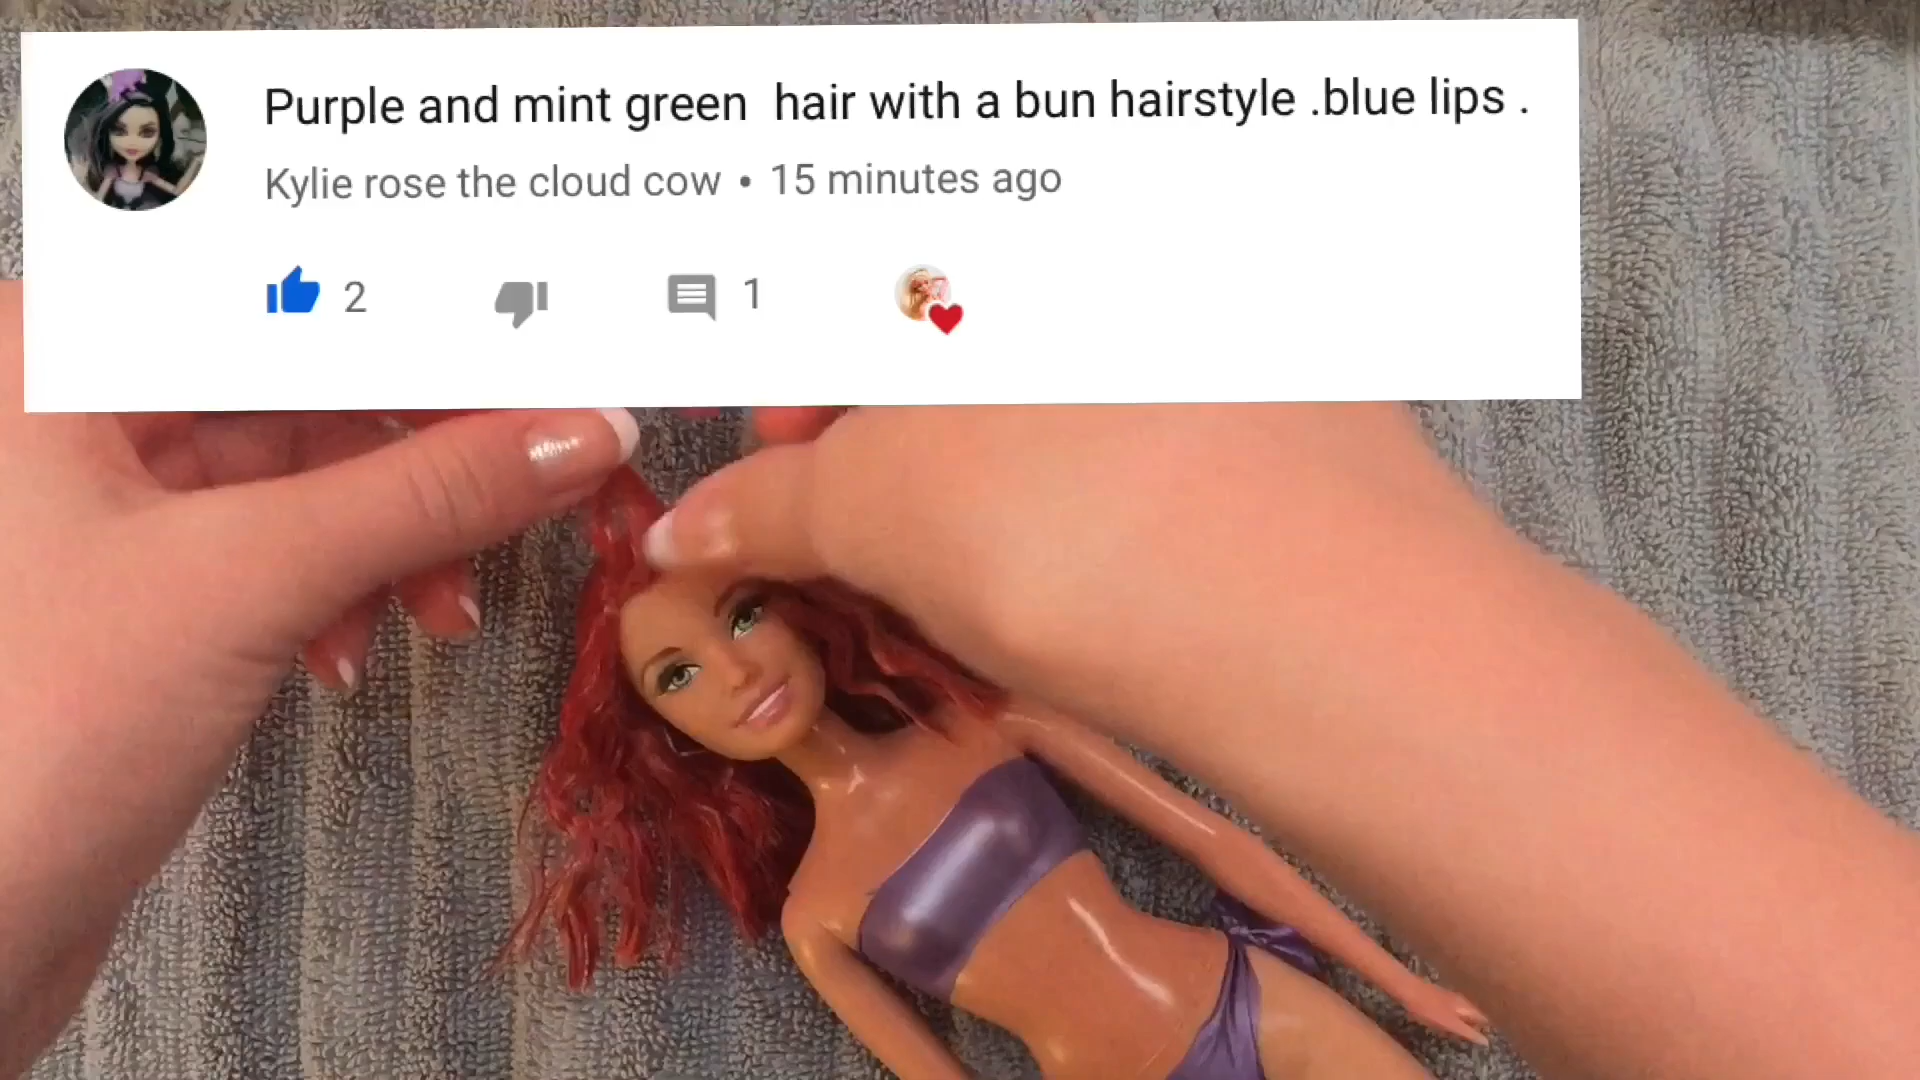 Purple and mint green  hair with a bun hairstyle .blue lips .
Kylie rose the cloud cow • 15 minutes ago
2
1